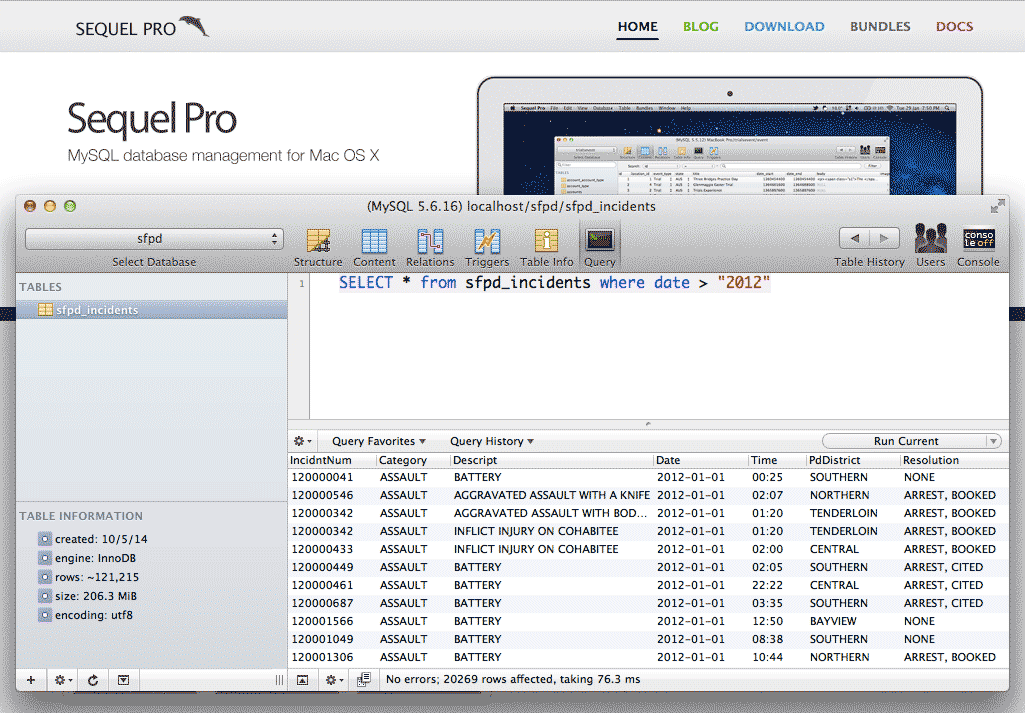 SEQUEL PRO
HOME BLOG DOWNLOAD BUNDLES DOCS
Sequel Pro
MySQL database management for Mac OS X
(MySQL 5.6.16) localhost/sfpd/sfpd_incidents
sfpd
Select Database
Structure Content Relations Triggers Table Info Query
Table History Users Console
conso
le off
TABLES
sfpd_incidents
1 SELECT * from sfpd_incidents where date > "2012"
Query Favorites Query History Run Current
IncidntNum Category Descript Date Time PdDistrict Resolution
120000041 ASSAULT BATTERY 2012-01-01 00:25 SOUTHERN NONE
120000546 ASSAULT AGGRAVATED ASSAULT WITH A KNIFE 2012-01-01 02:07 NORTHERN ARREST, BOOKED
120000342 ASSAULT AGGRAVATED ASSAULT WITH BOD... 2012-01-01 01:20 TENDERLOIN ARREST, BOOKED
120000342 ASSAULT INFLICT INJURY ON COHABITEE 2012-01-01 01:20 TENDERLOIN ARREST, BOOKED
120000433 ASSAULT INFLICT INJURY ON COHABITEE 2012-01-01 02:00 CENTRAL ARREST, BOOKED
120000449 ASSAULT BATTERY 2012-01-01 02:05 SOUTHERN ARREST, CITED
120000461 ASSAULT BATTERY 2012-01-01 22:22 CENTRAL ARREST, CITED
120000687 ASSAULT BATTERY 2012-01-01 03:35 SOUTHERN ARREST, CITED
120001566 ASSAULT BATTERY 2012-01-01 12:50 BAYVIEW NONE
120001049 ASSAULT BATTERY 2012-01-01 08:38 SOUTHERN NONE
120001306 ASSAULT BATTERY 2012-01-01 10:44 NORTHERN ARREST, BOOKED
TABLE INFORMATION
created: 10/5/14
engine: InnoDB
rows: ~121,215
size: 206.3 MiB
encoding: utf8
No errors; 20269 rows affected, taking 76.3 ms